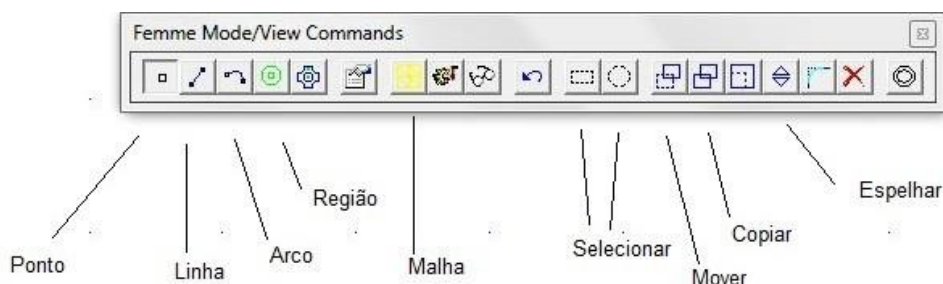 Femme Mode/View Commands
Região
Espelhar
Copiar
Selecionar
Arco
Ponto
Linha
Malha
Mover